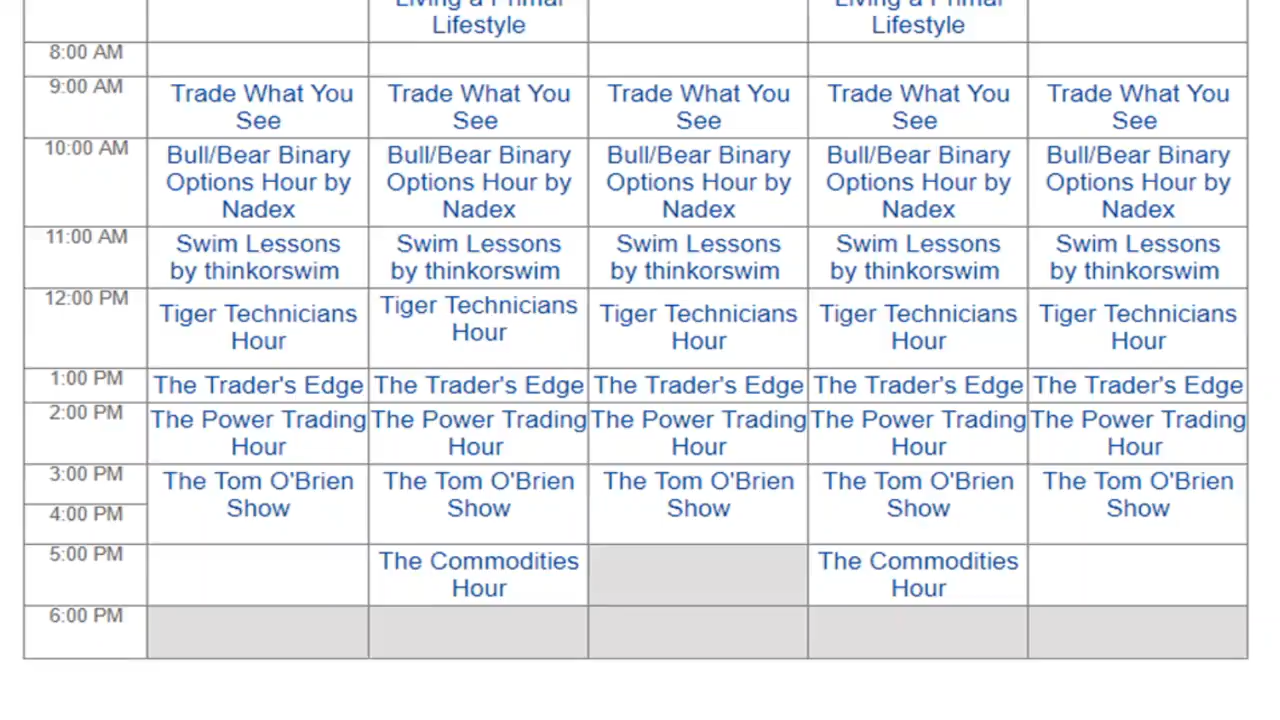 Living a Primal Living a Primal
Lifestyle Lifestyle
8:00 AM
9:00 AM Trade What You Trade What You Trade What You Trade What You Trade What You
See See See See See
10:00 AM Bull/Bear Binary Bull/Bear Binary Bull/Bear Binary Bull/Bear Binary Bull/Bear Binary
Options Hour by Options Hour by Options Hour by Options Hour by Options Hour by
Nadex Nadex Nadex Nadex Nadex
11:00 AM Swim Lessons Swim Lessons Swim Lessons Swim Lessons Swim Lessons
by thinkorswim by thinkorswim by thinkorswim by thinkorswim by thinkorswim
12:00 PM Tiger Technicians Tiger Technicians Tiger Technicians Tiger Technicians Tiger Technicians
Hour Hour Hour Hour Hour
1:00 PM The Trader's Edge The Trader's Edge The Trader's Edge The Trader's Edge The Trader's Edge
2:00 PM The Power Trading The Power Trading The Power Trading The Power Trading The Power Trading
Hour Hour Hour Hour Hour
3:00 PM The Tom O'Brien The Tom O'Brien The Tom O'Brien The Tom O'Brien The Tom O'Brien
Show Show Show Show Show
4:00 PM
5:00 PM The Commodities The Commodities
Hour Hour
6:00 PM